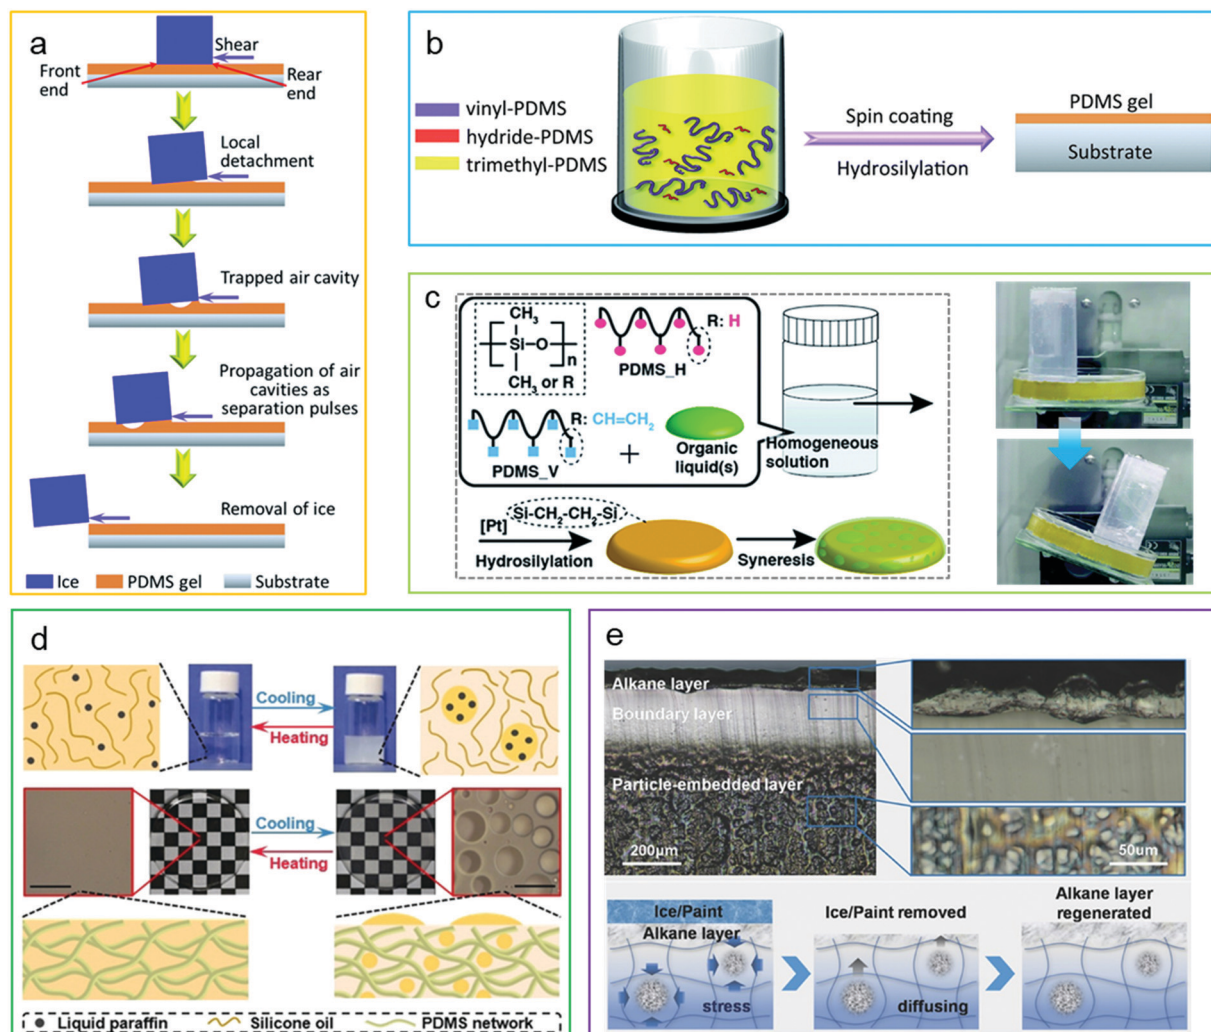 a
Shear
Front
end
Rear
end
Local
detachment
Trapped air cavity
Propagation of air
cavities as
separation pulses
Removal of ice
Ice
PDMS gel
Substrate
b
vinyl-PDMS
hydride-PDMS
trimethyl-PDMS
Spin coating
Hydrosilylation
PDMS gel
Substrate
c
CH3
Si—O
n
CH3 or R
R: H
PDMS_H
R: CH=CH2
PDMS_V
+
Organic
liquid(s)
Homogeneous
solution
Si-CH2-CH2-Si
[Pt]
Hydrosilylation
Syneresis
d
Cooling
Heating
Cooling
Heating
Liquid paraffin
Silicone oil
PDMS network
e
Alkane layer
Boundary layer
Particle-embedded layer
200μm
50um
Ice/Paint
Alkane layer
stress
Ice/Paint removed
diffusing
Alkane layer
regenerated